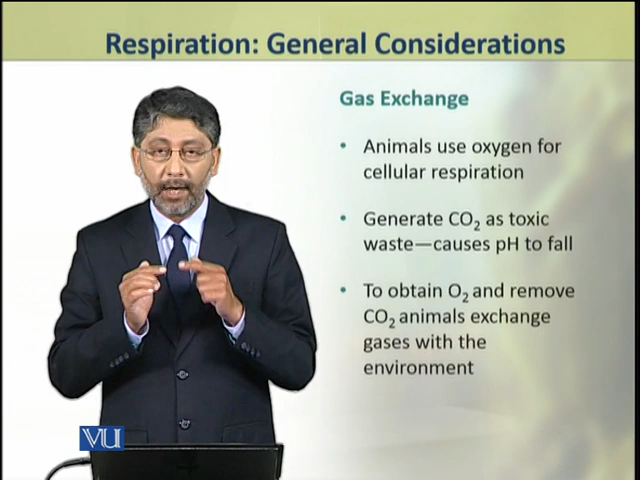 Respiration: General Considerations
Gas Exchange
• Animals use oxygen for
cellular respiration
• Generate CO₂ as toxic
waste—causes pH to fall
• To obtain O₂ and remove
CO₂ animals exchange
gases with the
environment
VU